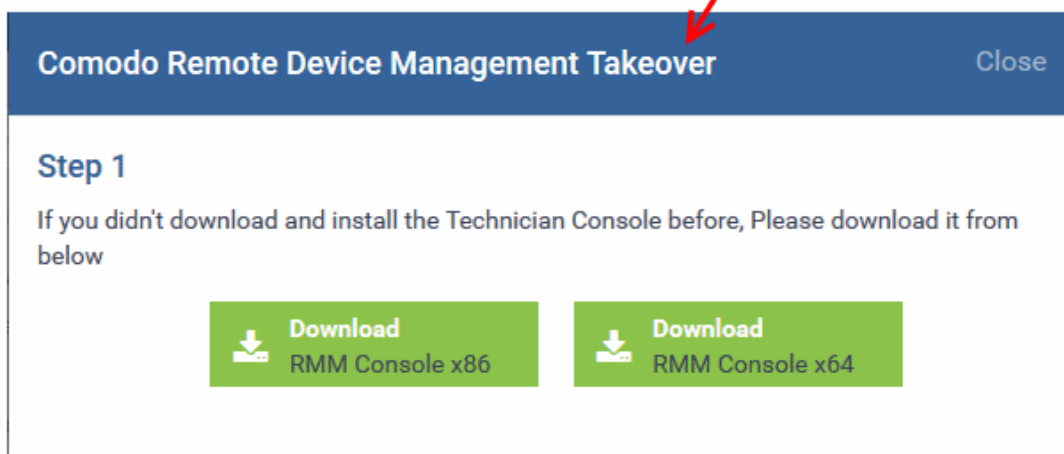 Comodo Remote Device Management Takeover Close
Step 1
If you didn't download and install the Technician Console before, Please download it from
below
Download Download
RMM Console x86 RMM Console x64